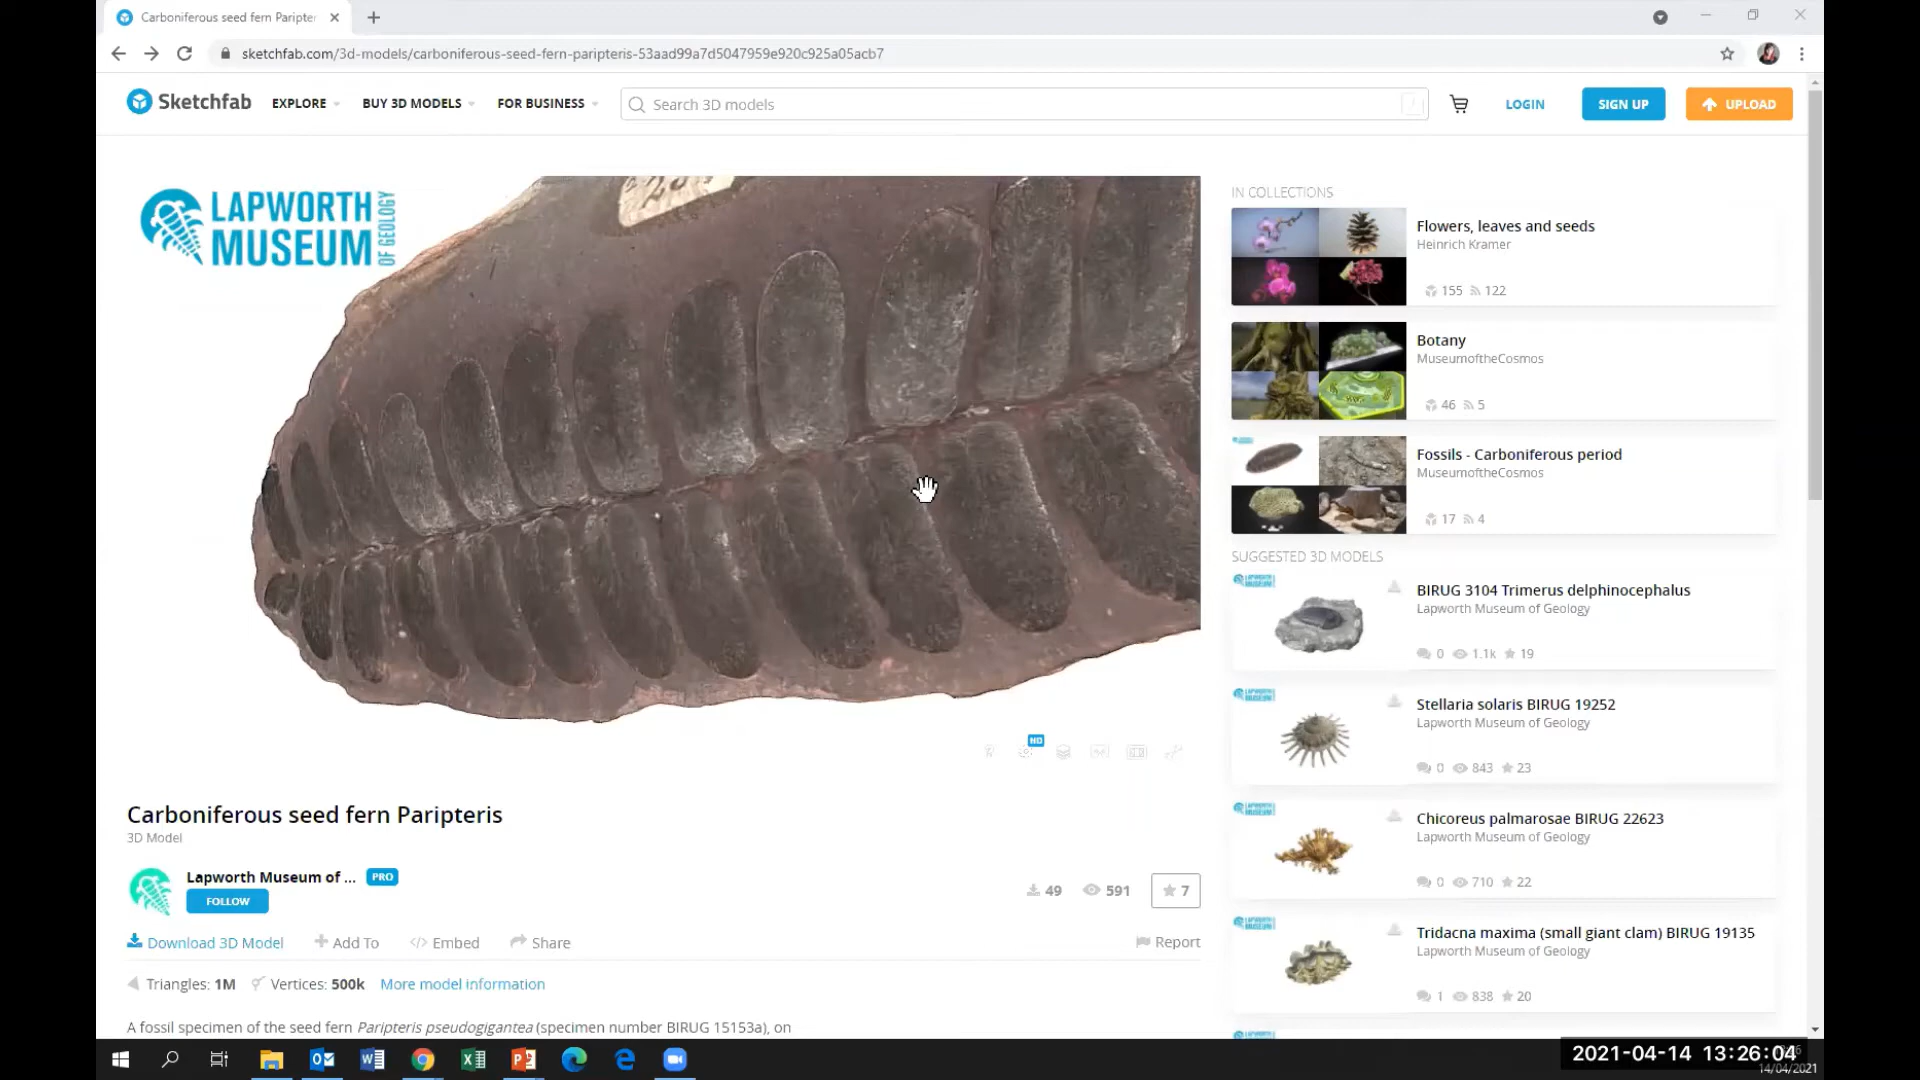 Carboniferous seed fern Paripter
sketchfab.com/3d-models/carboniferous-seed-fern-paripteris-53aad99a7d5047959e920c925a05acb7
Sketchfab
EXPLORE
BUY 3D MODELS
FOR BUSINESS
Search 3D models
/
LOGIN
SIGN UP
UPLOAD
LAPWORTH
MUSEUM
OF GEOLOGY
IN COLLECTIONS
Flowers, leaves and seeds
Heinrich Kramer
155 122
Botany
MuseumoftheCosmos
46 5
Fossils - Carboniferous period
MuseumoftheCosmos
17 4
SUGGESTED 3D MODELS
BIRUG 3104 Trimerus delphinocephalus
Lapworth Museum of Geology
0 1.1k 19
Stellaria solaris BIRUG 19252
Lapworth Museum of Geology
0 843 23
Chicoreus palmarosae BIRUG 22623
Lapworth Museum of Geology
0 710 22
Tridacna maxima (small giant clam) BIRUG 19135
Lapworth Museum of Geology
1 838 20
HD
Carboniferous seed fern Paripteris
3D Model
Lapworth Museum of ... PRO
FOLLOW
49 591 7
Download 3D Model
Add To
Embed
Share
Report
Triangles: 1M Vertices: 500k More model information
A fossil specimen of the seed fern Paripteris pseudogigantea (specimen number BIRUG 15153a), on
2021-04-14 13:26:04
14/04/2021